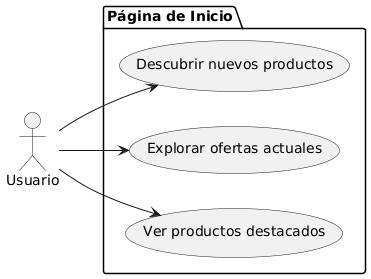 Página de Inicio
Descubrir nuevos productos
Explorar ofertas actuales
Usuario
Ver productos destacados